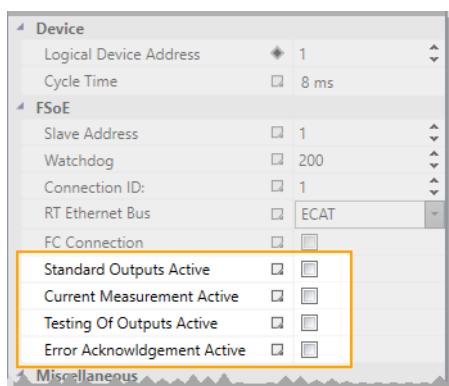 Device
Logical Device Address 1
Cycle Time 8 ms
FSoE
Slave Address 1
Watchdog 200
Connection ID: 1
RT Ethernet Bus ECAT
FC Connection
Standard Outputs Active
Current Measurement Active
Testing Of Outputs Active
Error Acknowldgement Active
Miscellaneous